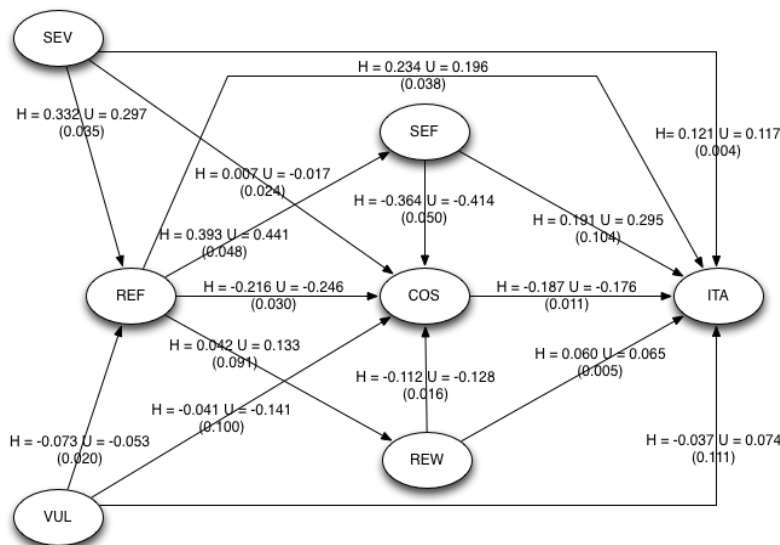 SEV
H = 0.234 U = 0.196
(0.038)
H = 0.332 U = 0.297
(0.035)
SEF
H= 0.121 U = 0.117
(0.004)
H = 0.007 U = -0.017
(0.024)
H = -0.364 U = -0.414
(0.050)
H = 0.191 U = 0.295
(0.104)
H = 0.393 U = 0.441
(0.048)
REF
H = -0.216 U = -0.246
(0.030)
COS
H = -0.187 U = -0.176
(0.011)
ITA
H = 0.042 U = 0.133
(0.091)
H = 0.060 U = 0.065
(0.005)
H = -0.112 U = -0.128
(0.016)
H = -0.041 U = -0.141
(0.100)
H = -0.073 U = -0.053
(0.020)
REW
H = -0.037 U = 0.074
(0.111)
VUL